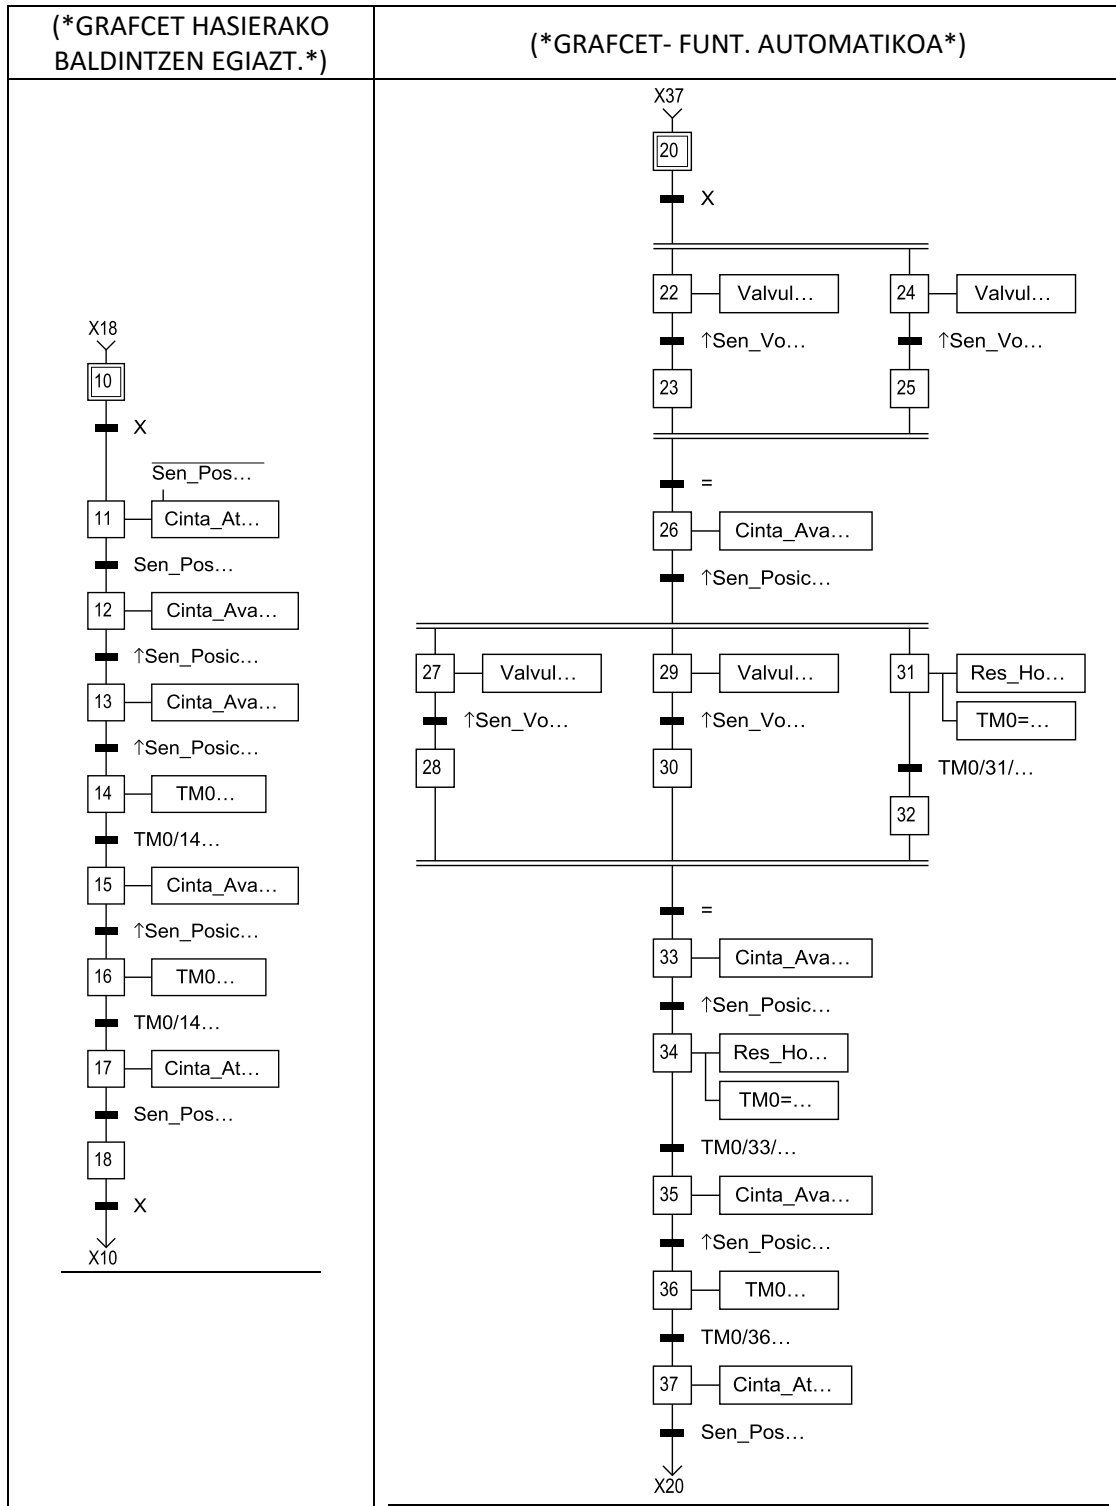 (*GRAFCET HASIERAKO
BALDINTZEN EGIAZT.*)
(*GRAFCET- FUNT. AUTOMATIKOA*)
X18
10
X
Sen_Pos…
11 Cinta_At…
Sen_Pos…
12 Cinta_Ava…
↑Sen_Posic…
13 Cinta_Ava…
↑Sen_Posic…
14 TM0…
TM0/14…
15 Cinta_Ava…
↑Sen_Posic…
16 TM0…
TM0/14…
17 Cinta_At…
Sen_Pos…
18
X
X10
X37
20
X
22 Valvul… 24 Valvul…
↑Sen_Vo… ↑Sen_Vo…
23 25
=
26 Cinta_Ava…
↑Sen_Posic…
27 Valvul… 29 Valvul… 31 Res_Ho…
TM0=…
↑Sen_Vo… ↑Sen_Vo…
28 30 TM0/31/…
32
=
33 Cinta_Ava…
↑Sen_Posic…
34 Res_Ho…
TM0=…
TM0/33/…
35 Cinta_Ava…
↑Sen_Posic…
36 TM0…
TM0/36…
37 Cinta_At…
Sen_Pos…
X20